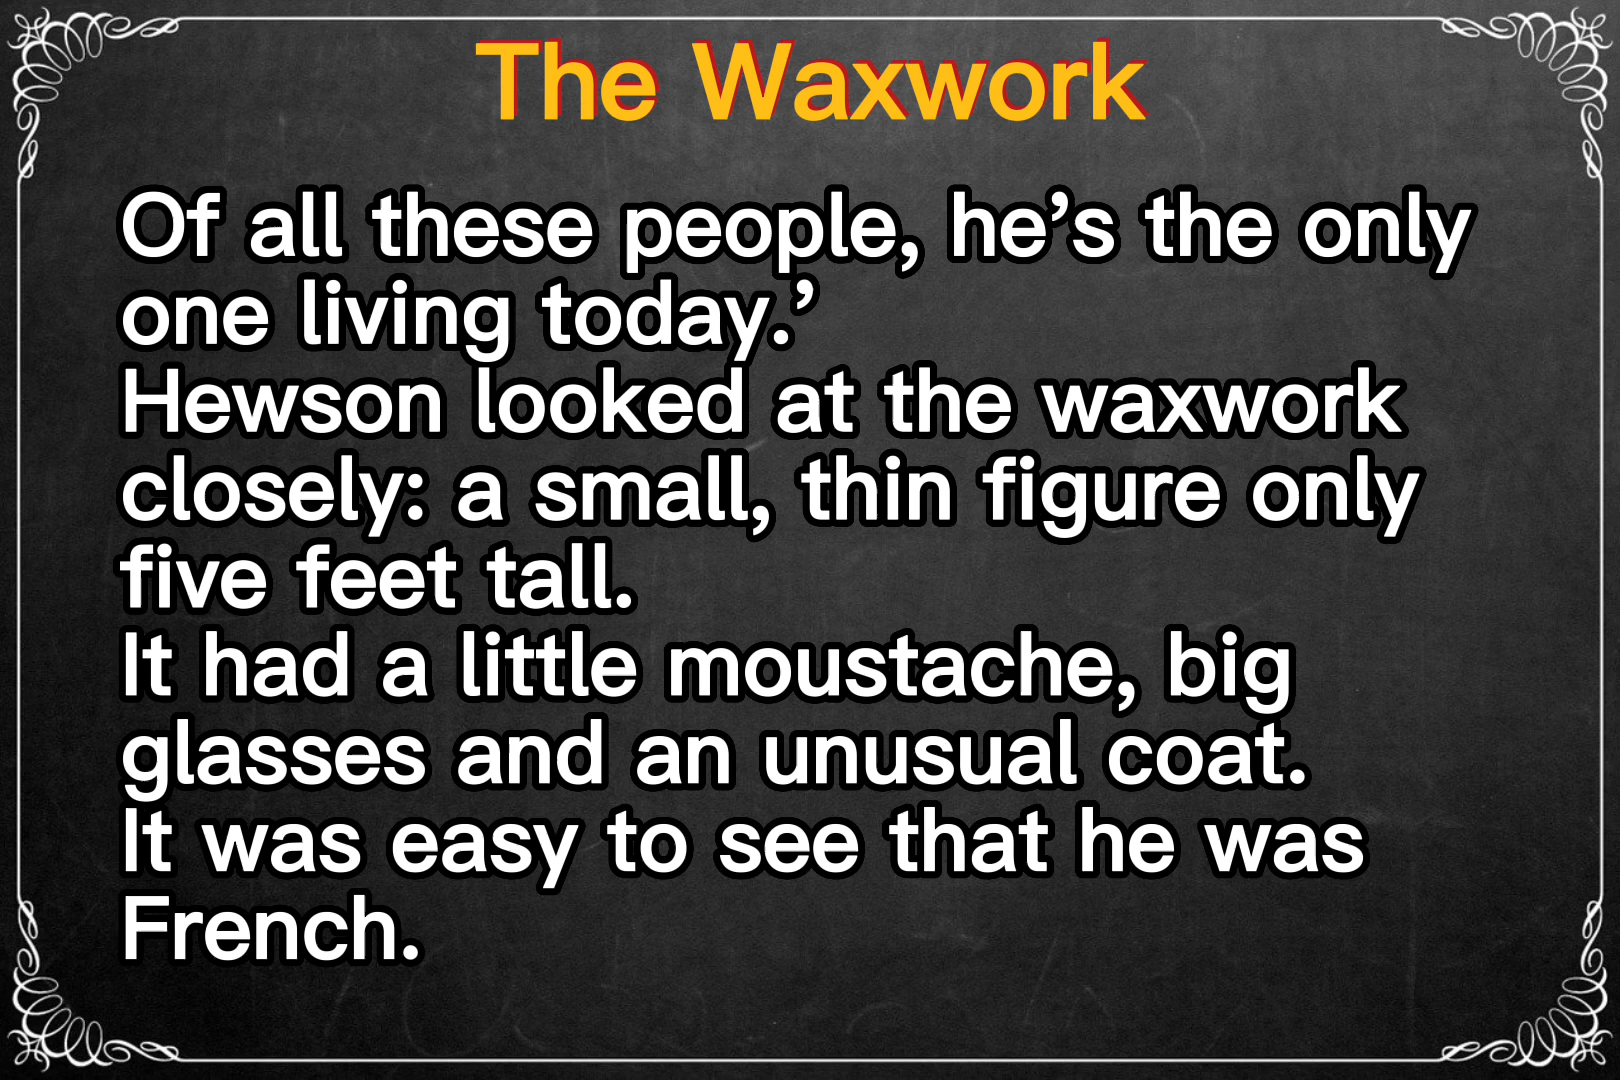 The Waxwork
Of all these people, he’s the only
one living today.’
Hewson looked at the waxwork
closely: a small, thin figure only
five feet tall.
It had a little moustache, big
glasses and an unusual coat.
It was easy to see that he was
French.